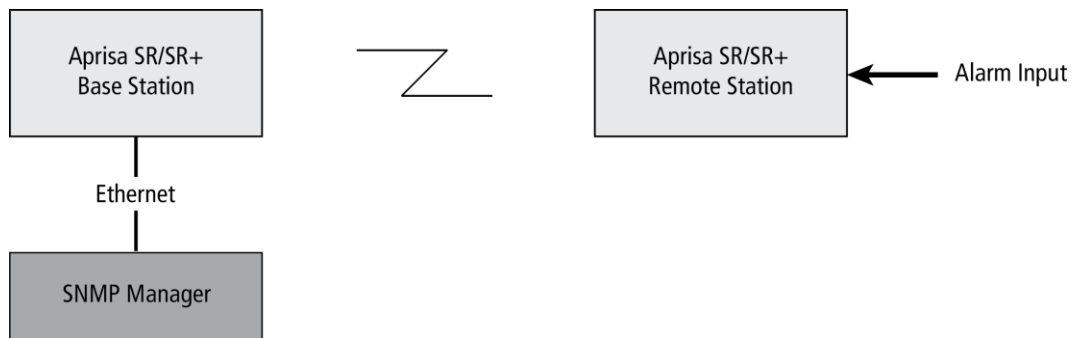 Aprisa SR/SR+
Base Station
Aprisa SR/SR+
Remote Station
Alarm Input
Ethernet
SNMP Manager